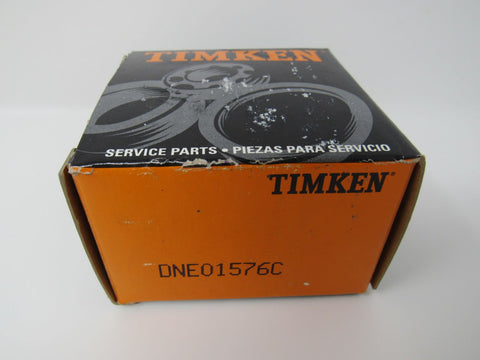 TIMKEN
SERVICE PARTS • PIEZAS PARA SERVICIO
TIMKEN®
DNE01576C